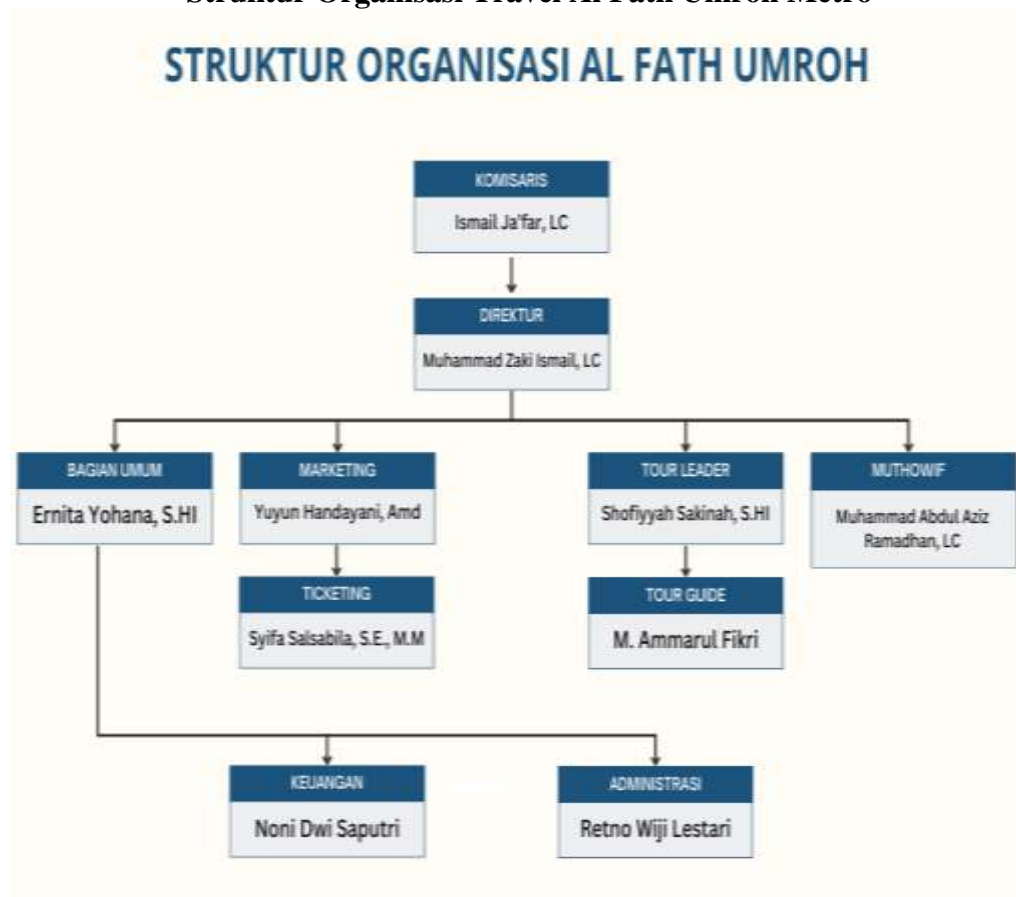 Struktur Organisasi Travel Al Fath Umroh Metro
STRUKTUR ORGANISASI AL FATH UMROH
KOMISARIS
Ismail Ja'far, LC
DIREKTUR
Muhammad Zaki Ismail, LC
BAGIAN UMUM
Ernita Yohana, S.HI
MARKETING
Yuyun Handayani, Amd
TOUR LEADER
Shofiyyah Sakinah, S.HI
MUTHOWIF
Muhammad Abdul Aziz
Ramadhan, LC
TICKETING
Syifa Salsabila, S.E., M.M
TOUR GUIDE
M. Ammarul Fikri
KEUANGAN
Noni Dwi Saputri
ADMINISTRASI
Retno Wiji Lestari